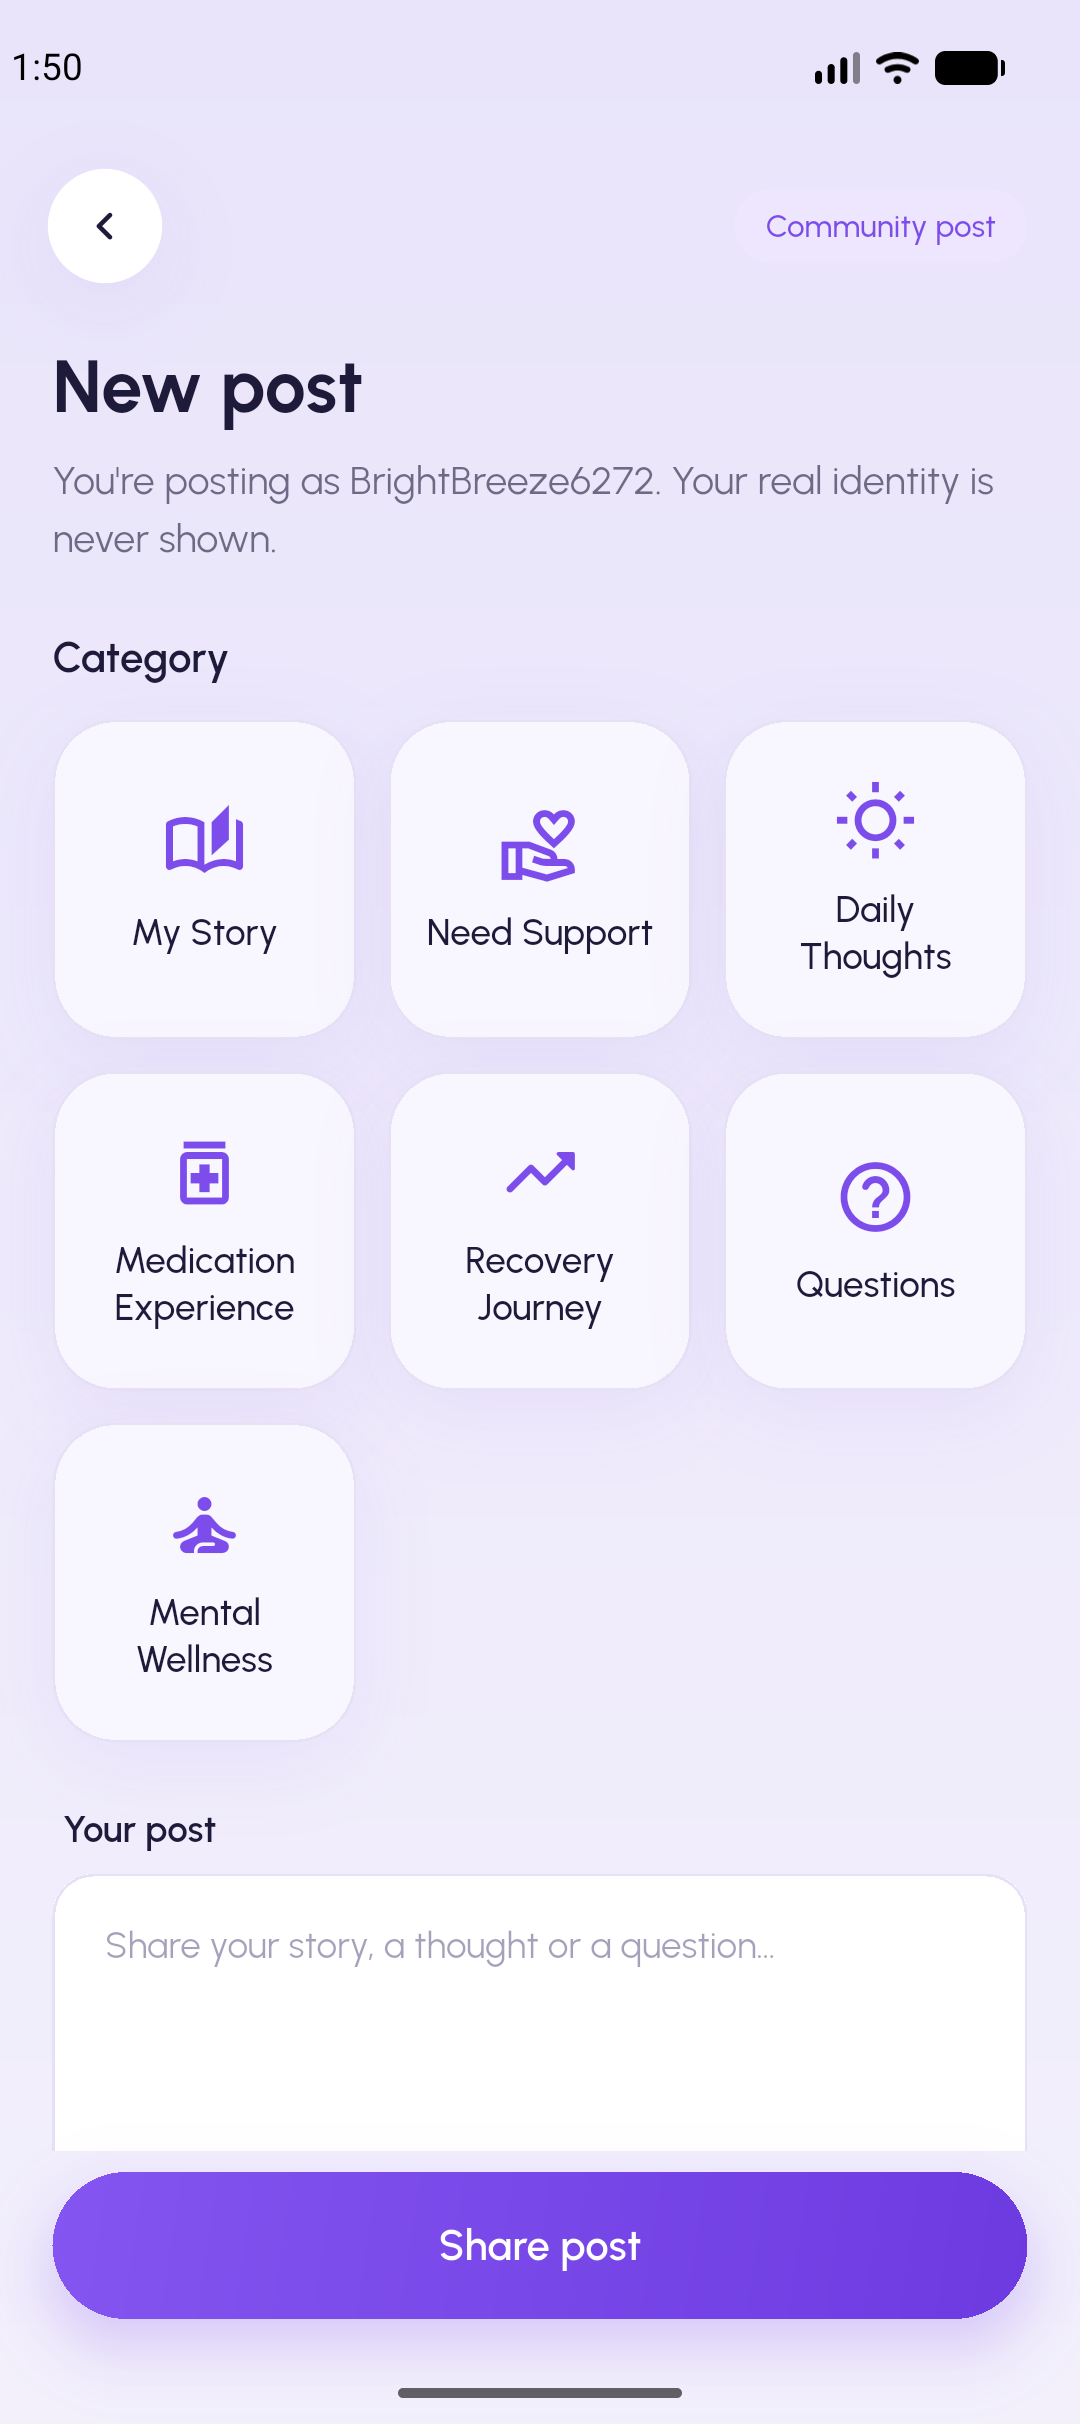 1:50
Community post
New post
You're posting as BrightBreeze6272. Your real identity is
never shown.
Category
My Story
Need Support
Daily
Thoughts
Medication
Experience
Recovery
Journey
Questions
Mental
Wellness
Your post
Share your story, a thought or a question...
Share post